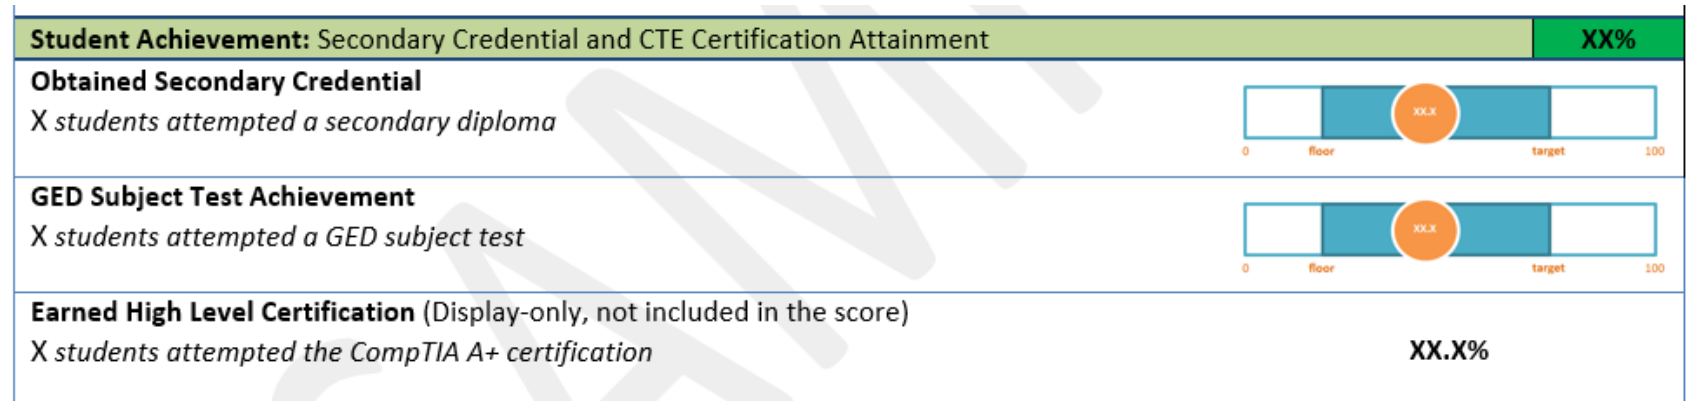 Student Achievement: Secondary Credential and CTE Certification Attainment XX%
Obtained Secondary Credential
X students attempted a secondary diploma
XX.X
0 floor target 100
GED Subject Test Achievement
X students attempted a GED subject test
XX.X
0 floor target 100
Earned High Level Certification (Display-only, not included in the score)
X students attempted the CompTIA A+ certification XX.X%